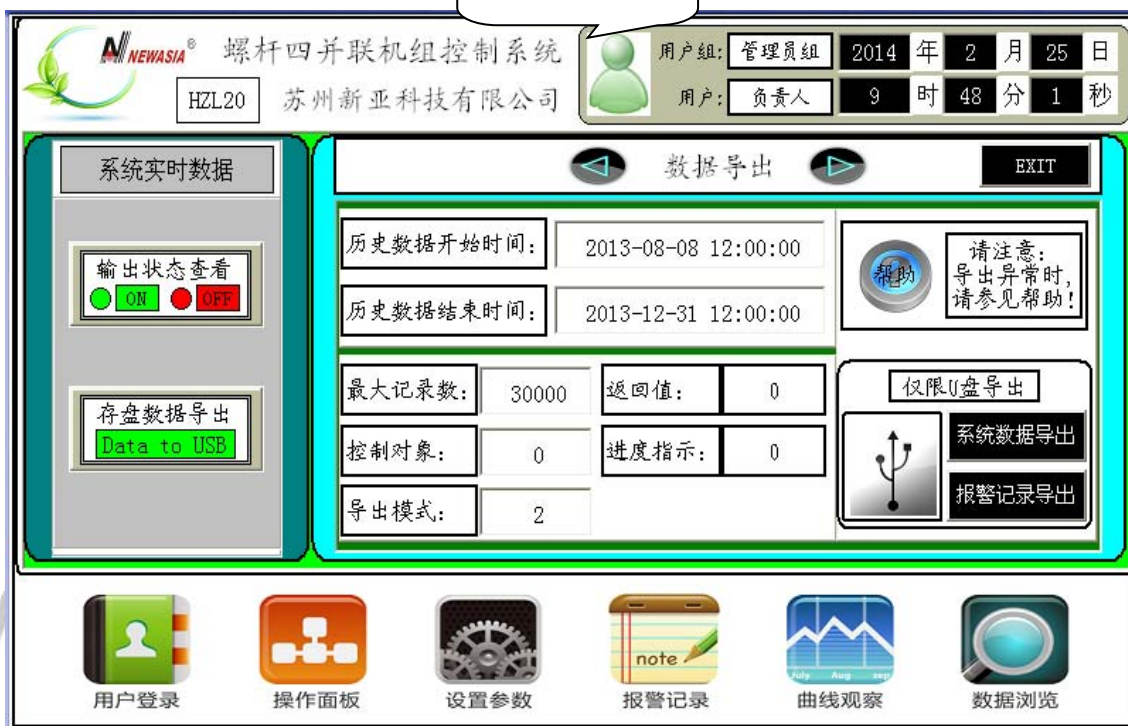 NEWASIA®
螺杆四并联机组控制系统
HZL20
苏州新亚科技有限公司
用户组: 管理员组 2014 年 2 月 25 日
用户: 负责人 9 时 48 分 1 秒
系统实时数据
输出状态查看
ON OFF
存盘数据导出
Data to USB
数据导出
EXIT
历史数据开始时间: 2013-08-08 12:00:00
历史数据结束时间: 2013-12-31 12:00:00
帮助
请注意:
导出异常时,
请参见帮助!
最大记录数: 30000 返回值: 0
控制对象: 0 进度指示: 0
导出模式: 2
仅限U盘导出
系统数据导出
报警记录导出
note
July Aug sep
用户登录 操作面板 设置参数 报警记录 曲线观察 数据浏览